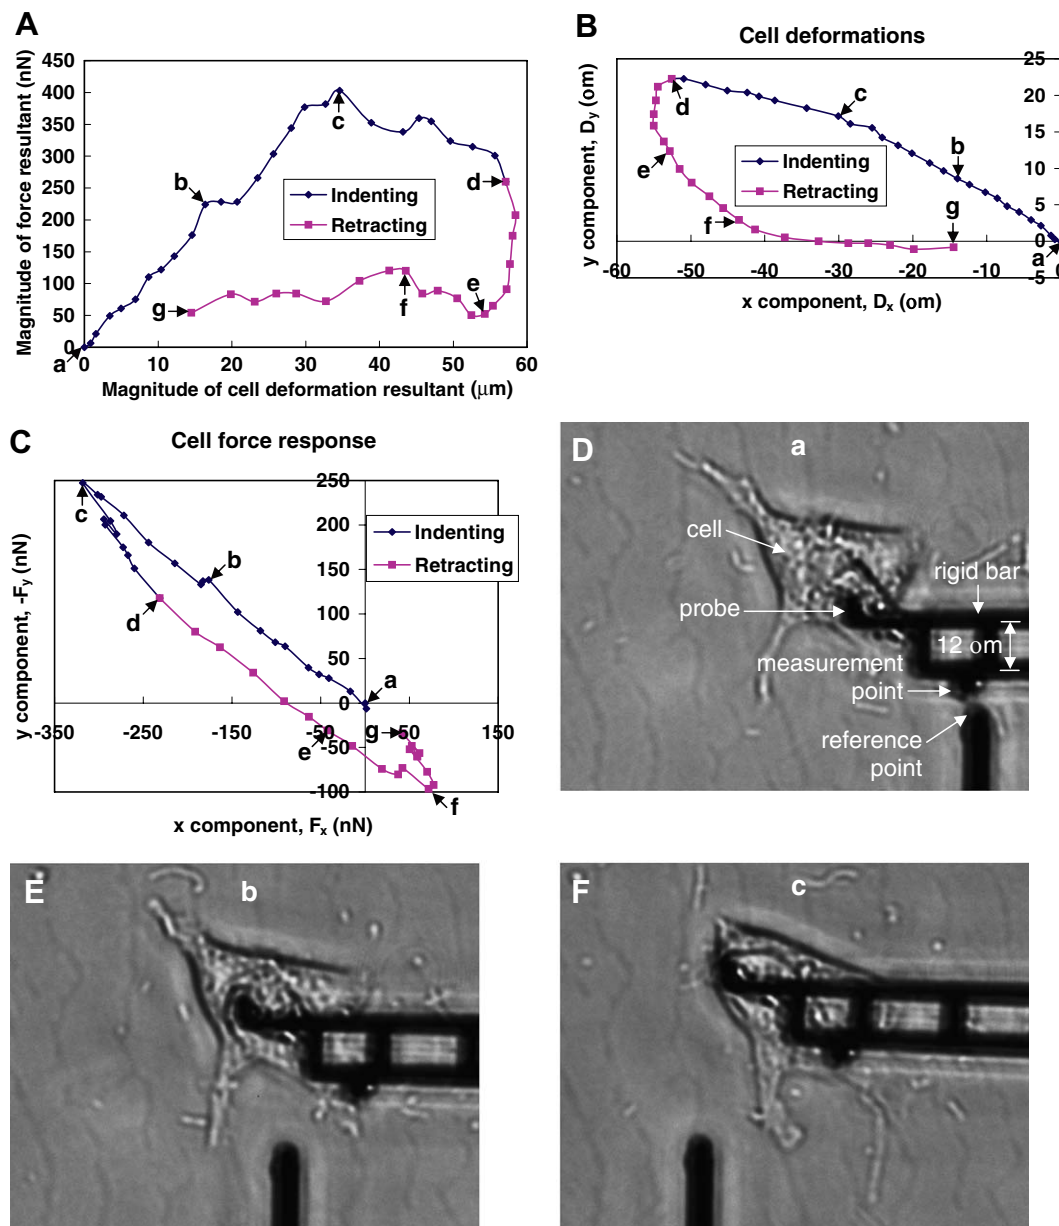 A
Magnitude of force resultant (nN)
450
400
350
300
250
200
150
100
50
0
0 10 20 30 40 50 60
Magnitude of cell deformation resultant (μm)
Indenting
Retracting
a
b
c
d
e
f
g
B
Cell deformations
y component, Dy (om)
25
20
15
10
5
0
-5
-60 -50 -40 -30 -20 -10 0
x component, Dx (om)
Indenting
Retracting
a
b
c
d
e
f
g
C
Cell force response
y component, -Fy (nN)
250
200
150
100
50
0
-50
-100
-350 -250 -150 -50 50 150
x component, Fx (nN)
Indenting
Retracting
a
b
c
d
e
f
g
D
a
cell
probe
rigid bar
12 om
measurement
point
reference
point
E
b
F
c